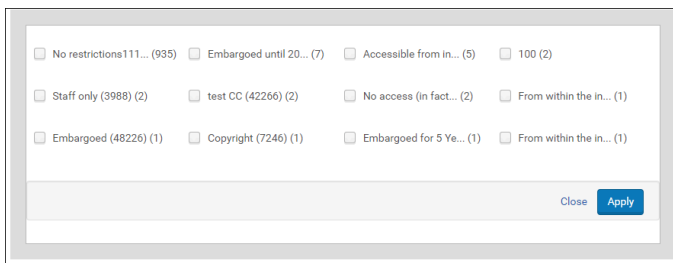 No restrictions111... (935) Embargoed until 20... (7) Accessible from in... (5) 100 (2)
Staff only (3988) (2) test CC (42266) (2) No access (in fact... (2) From within the in... (1)
Embargoed (48226) (1) Copyright (7246) (1) Embargoed for 5 Ye... (1) From within the in... (1)
Close Apply